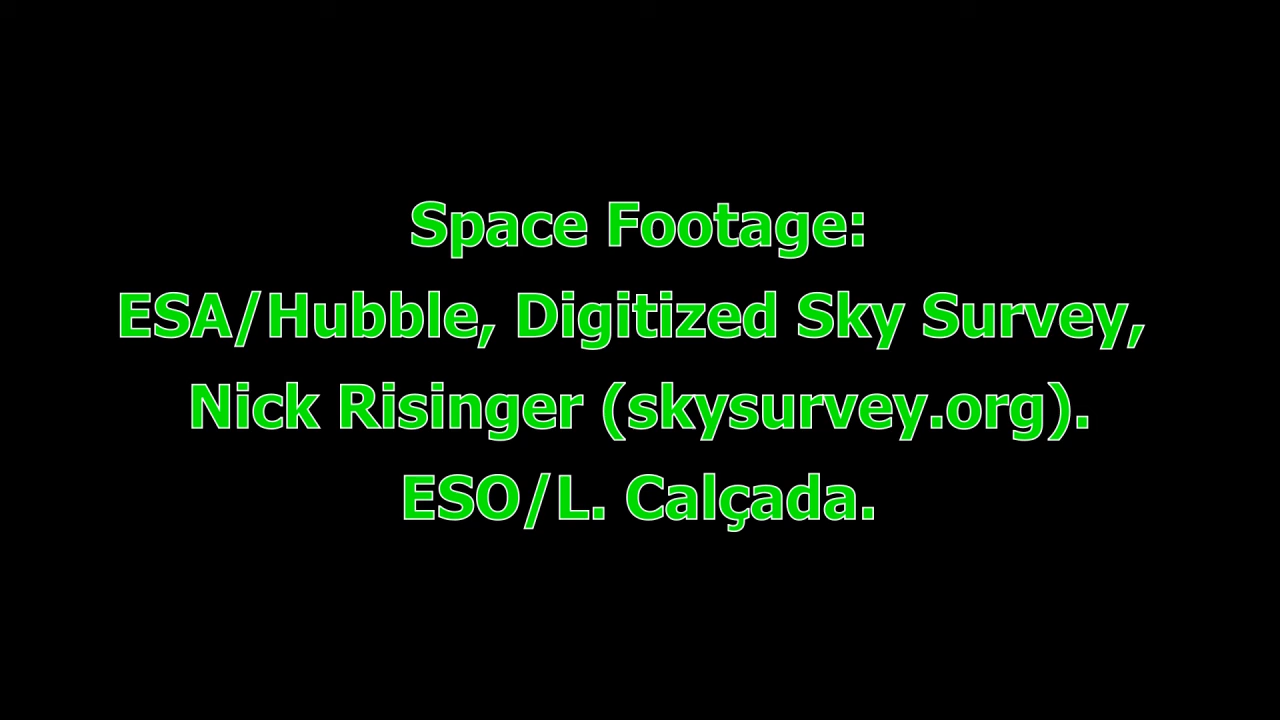 Space Footage:
ESA/Hubble, Digitized Sky Survey,
Nick Risinger (skysurvey.org).
ESO/L. Calçada.